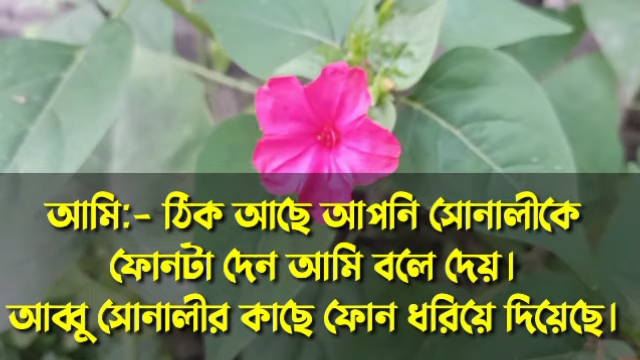 আমি:- ঠিক আছে আপনি সোনালীকে
ফোনটা দেন আমি বলে দেয়।
আব্বু সোনালীর কাছে ফোন ধরিয়ে দিয়েছে।